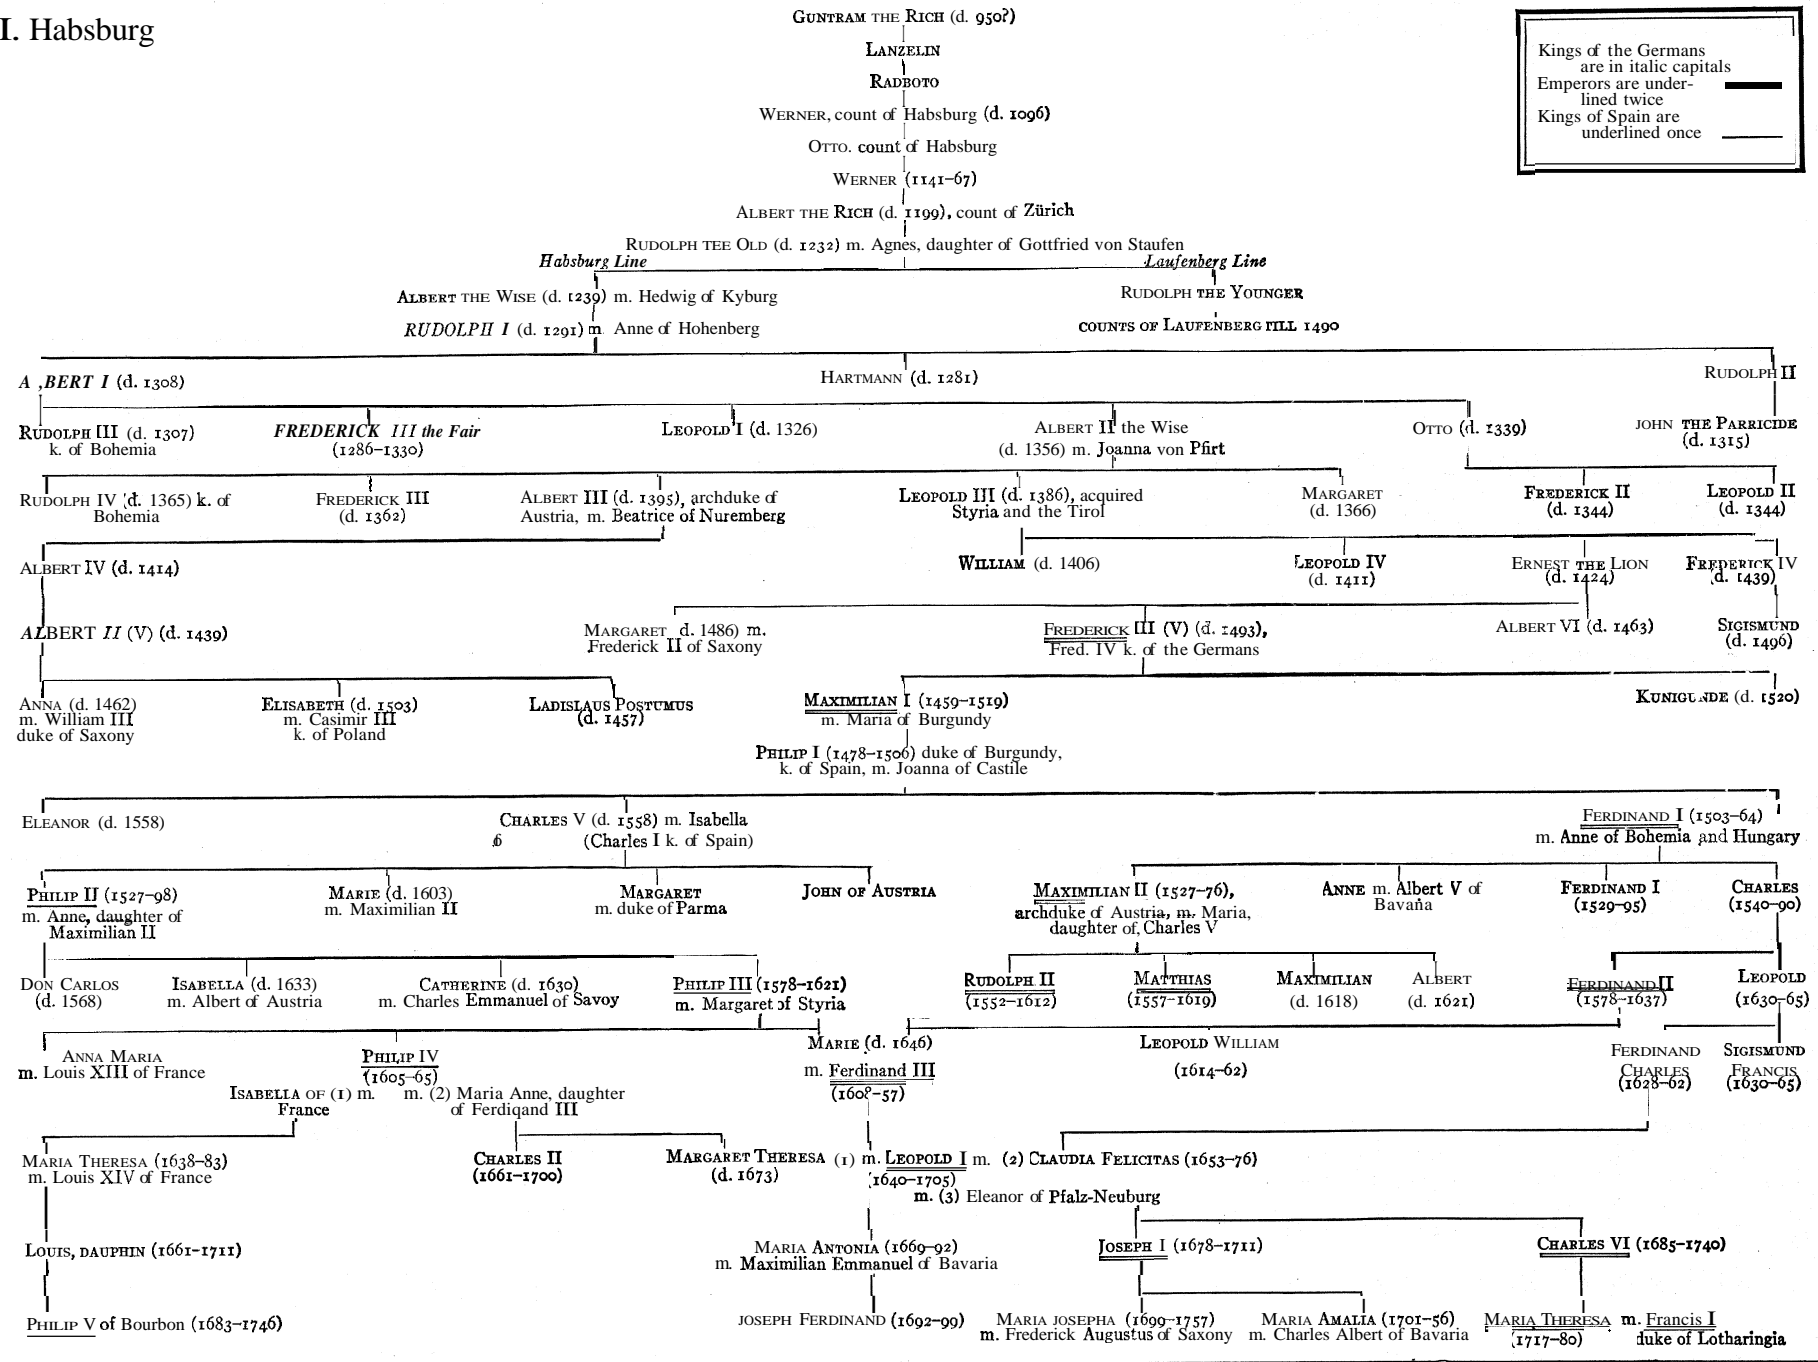 I. Habsburg
GUNTRAM THE RICH (d. 950?)
LANZELIN
RADBOTO
WERNER, count of Habsburg (d. 1096)
OTTO. count of Habsburg
WERNER (1141–67)
ALBERT THE RICH (d. 1199), count of Zürich
RUDOLPH TEE OLD (d. 1232) m. Agnes, daughter of Gottfried von Staufen
Kings of the Germans
are in italic capitals
Emperors are under-
lined twice
Kings of Spain are
underlined once
Habsburg Line
Laufenberg Line
ALBERT THE WISE (d. 1239) m. Hedwig of Kyburg
RUDOLPH THE YOUNGER
RUDOLPH I (d. 1291) m Anne of Hohenberg
COUNTS OF LAUFENBERG TILL 1490
A ,BERT I (d. 1308)
HARTMANN (d. 1281)
RUDOLPH II
RUDOLPH III (d. 1307)
k. of Bohemia
FREDERICK III the Fair
(1286–1330)
LEOPOLD I (d. 1326)
ALBERT II the Wise
(d. 1356) m. Joanna von Pfirt
OTTO (d. 1339)
JOHN THE PARRICIDE
(d. 1315)
RUDOLPH IV (d. 1365) k. of
Bohemia
FREDERICK III
(d. 1362)
ALBERT III (d. 1395), archduke of
Austria, m. Beatrice of Nuremberg
LEOPOLD III (d. 1386), acquired
Styria and the Tirol
MARGARET
(d. 1366)
FREDERICK II
(d. 1344)
LEOPOLD II
(d. 1344)
ALBERT IV (d. 1414)
WILLIAM (d. 1406)
LEOPOLD IV
(d. 1411)
ERNEST THE LION
(d. 1424)
FREDERICK IV
(d. 1439)
ALBERT II (V) (d. 1439)
MARGARET d. 1486) m.
Frederick II of Saxony
FREDERICK III (V) (d. 1493),
Fred. IV k. of the Germans
ALBERT VI (d. 1463)
SIGISMUND
(d. 1496)
ANNA (d. 1462)
m. William III
duke of Saxony
ELISABETH (d. 1503)
m. Casimir III
k. of Poland
LADISLAUS POSTUMUS
(d. 1457)
MAXIMILIAN I (1459–1519)
m. Maria of Burgundy
KUNIGUNDE (d. 1520)
PHILIP I (1478–1506) duke of Burgundy,
k. of Spain, m. Joanna of Castile
ELEANOR (d. 1558)
CHARLES V (d. 1558) m. Isabella
6 (Charles I k. of Spain)
FERDINAND I (1503–64)
m. Anne of Bohemia and Hungary
PHILIP II (1527–98)
m. Anne, daughter of
Maximilian II
MARIE (d. 1603)
m. Maximilian II
MARGARET
m. duke of Parma
JOHN OF AUSTRIA
MAXIMILIAN II (1527–76),
archduke of Austria, m. Maria,
daughter of, Charles V
ANNE m. Albert V of
Bavaria
FERDINAND I
(1529–95)
CHARLES
(1540–90)
DON CARLOS
(d. 1568)
ISABELLA (d. 1633)
m. Albert of Austria
CATHERINE (d. 1630)
m. Charles Emmanuel of Savoy
PHILIP III (1578–1621)
m. Margaret of Styria
RUDOLPH II
(1552–1612)
MATTHIAS
(1557–1619)
MAXIMILIAN
(d. 1618)
ALBERT
(d. 1621)
FERDINAND II
(1578–1637)
LEOPOLD
(1630–65)
ANNA MARIA
m. Louis XIII of France
PHILIP IV
(1605–65)
ISABELLA OF (1) m.
France
m. (2) Maria Anne, daughter
of Ferdiqand III
MARIE (d. 1646)
m. Ferdinand III
(1608–57)
LEOPOLD WILLIAM
(1614–62)
FERDINAND
CHARLES
(1628–62)
SIGISMUND
FRANCIS
(1630–65)
MARIA THERESA (1638–83)
m. Louis XIV of France
CHARLES II
(1661–1700)
MARGARET THERESA (1) m. LEOPOLD I m. (2) CLAUDIA FELICITAS (1653–76)
(d. 1673)
(1640–1705)
m. (3) Eleanor of Pfalz-Neuburg
LOUIS, DAUPHIN (1661–1711)
MARIA ANTONIA (1669–92)
m. Maximilian Emmanuel of Bavaria
JOSEPH I (1678–1711)
CHARLES VI (1685–1740)
PHILIP V of Bourbon (1683–1746)
JOSEPH FERDINAND (1692–99)
MARIA JOSEPHA (1699–1757)
m. Frederick Augustus of Saxony
MARIA AMALIA (1701–56)
m. Charles Albert of Bavaria
MARIA THERESA m. Francis I
(1717–80)
duke of Lotharingia